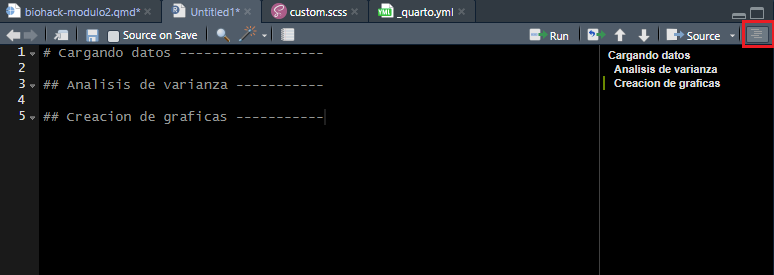 biohack-modulo2.qmd* Untitled1* custom.scss _quarto.yml
Source on Save Run Source
1 # Cargando datos ------------------
2
3 ## Analisis de varianza -----------
4
5 ## Creacion de graficas -----------
Cargando datos
Analisis de varianza
Creacion de graficas